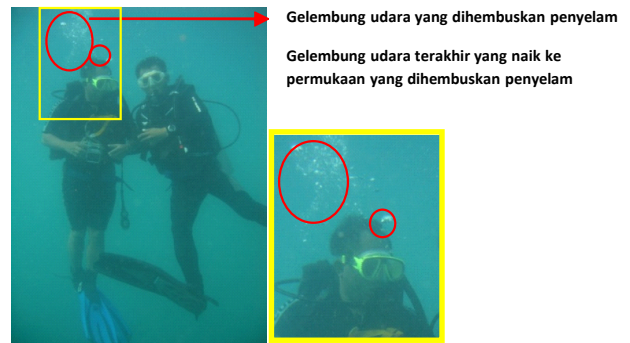 Gelembung udara yang dihembuskan penyelam
Gelembung udara terakhir yang naik ke
permukaan yang dihembuskan penyelam